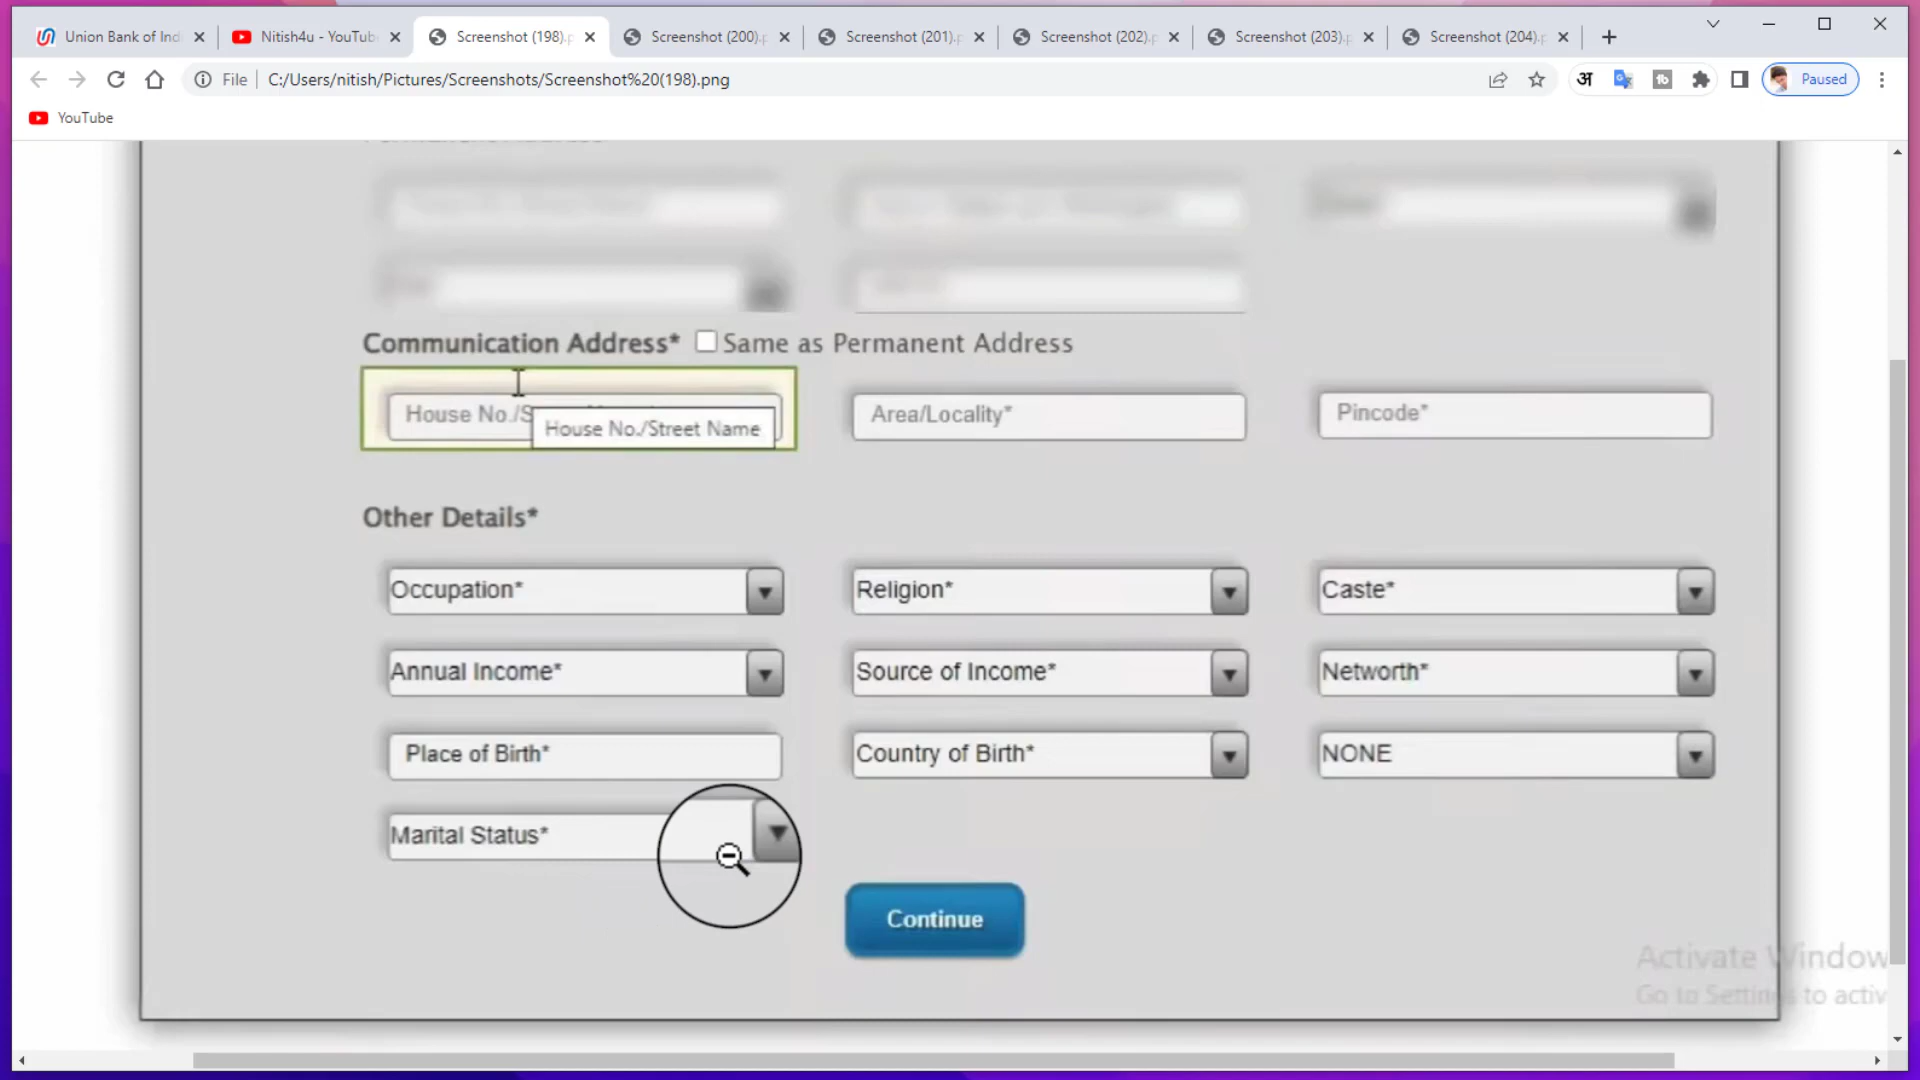 Union Bank of Ind
Nitish4u - YouTub
Screenshot (198).p
Screenshot (200).p
Screenshot (201).p
Screenshot (202).p
Screenshot (203).p
Screenshot (204).p
File
C:/Users/nitish/Pictures/Screenshots/Screenshot%20(198).png
अ
Paused
YouTube
Communication Address*
Same as Permanent Address
House No./S
House No./Street Name
Area/Locality*
Pincode*
Other Details*
Occupation*
Religion*
Caste*
Annual Income*
Source of Income*
Networth*
Place of Birth*
Country of Birth*
NONE
Marital Status*
Continue
Activate Window
Go to Settings to activ